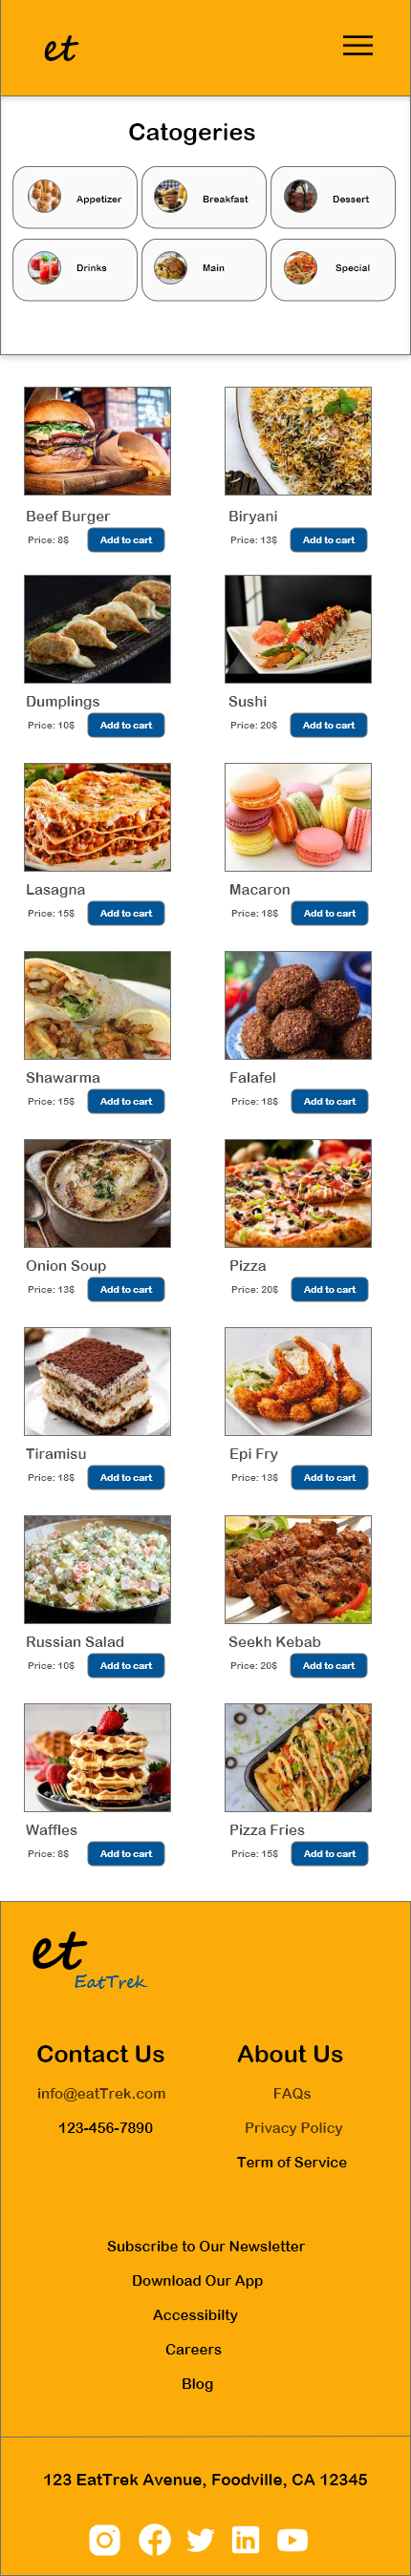 et
Catogeries
Appetizer Breakfast Dessert
Drinks Main Special
Beef Burger Biryani
Price: 8$ Add to cart Price: 13$ Add to cart
Dumplings Sushi
Price: 10$ Add to cart Price: 20$ Add to cart
Lasagna Macaron
Price: 15$ Add to cart Price: 18$ Add to cart
Shawarma Falafel
Price: 15$ Add to cart Price: 18$ Add to cart
Onion Soup Pizza
Price: 13$ Add to cart Price: 20$ Add to cart
Tiramisu Epi Fry
Price: 18$ Add to cart Price: 13$ Add to cart
Russian Salad Seekh Kebab
Price: 10$ Add to cart Price: 20$ Add to cart
Waffles Pizza Fries
Price: 8$ Add to cart Price: 15$ Add to cart
et
EatTrek
Contact Us About Us
info@eatTrek.com FAQs
123-456-7890 Privacy Policy
Term of Service
Subscribe to Our Newsletter
Download Our App
Accessibilty
Careers
Blog
123 EatTrek Avenue, Foodville, CA 12345